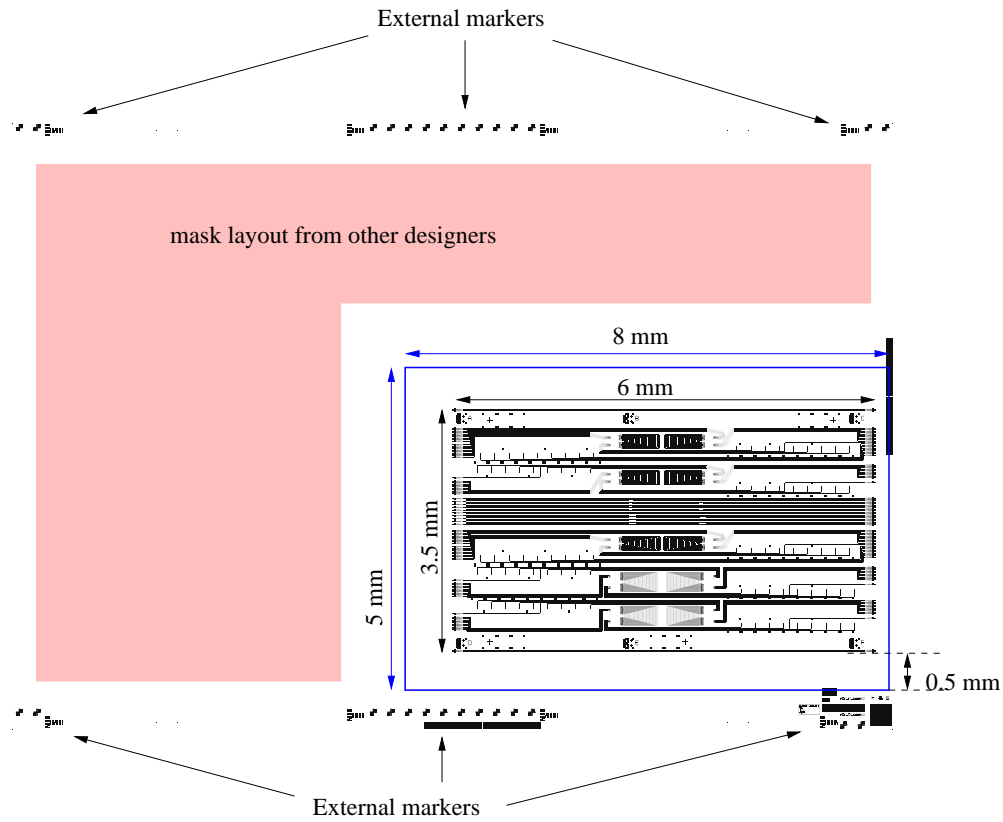 External markers
mask layout from other designers
8 mm
6 mm
3.5 mm
5 mm
0.5 mm
External markers